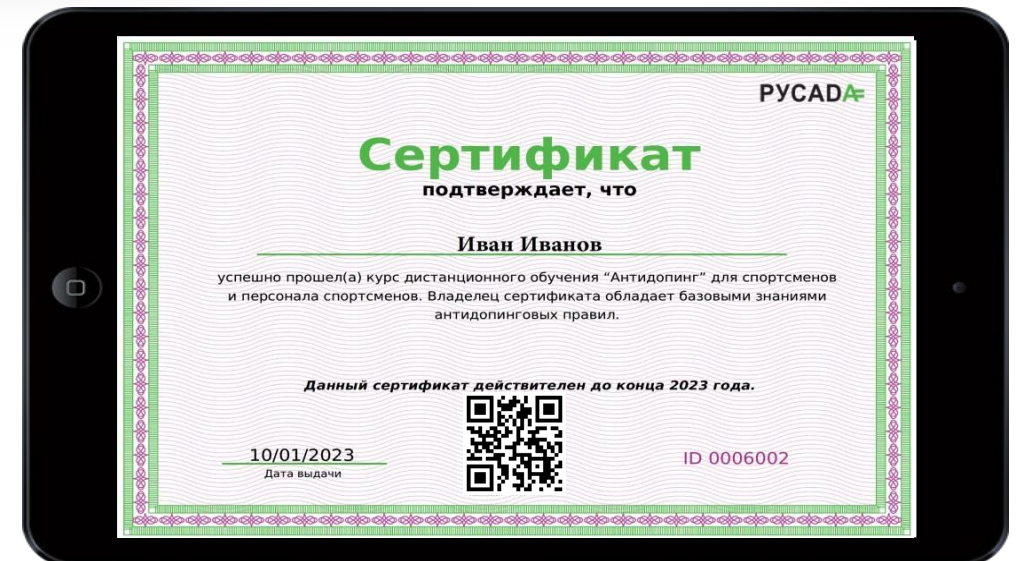 РУСАДА
Сертификат
подтверждает, что
Иван Иванов
успешно прошел(а) курс дистанционного обучения “Антидопинг” для спортсменов
и персонала спортсменов. Владелец сертификата обладает базовыми знаниями
антидопинговых правил.
Данный сертификат действителен до конца 2023 года.
10/01/2023
Дата выдачи
ID 0006002